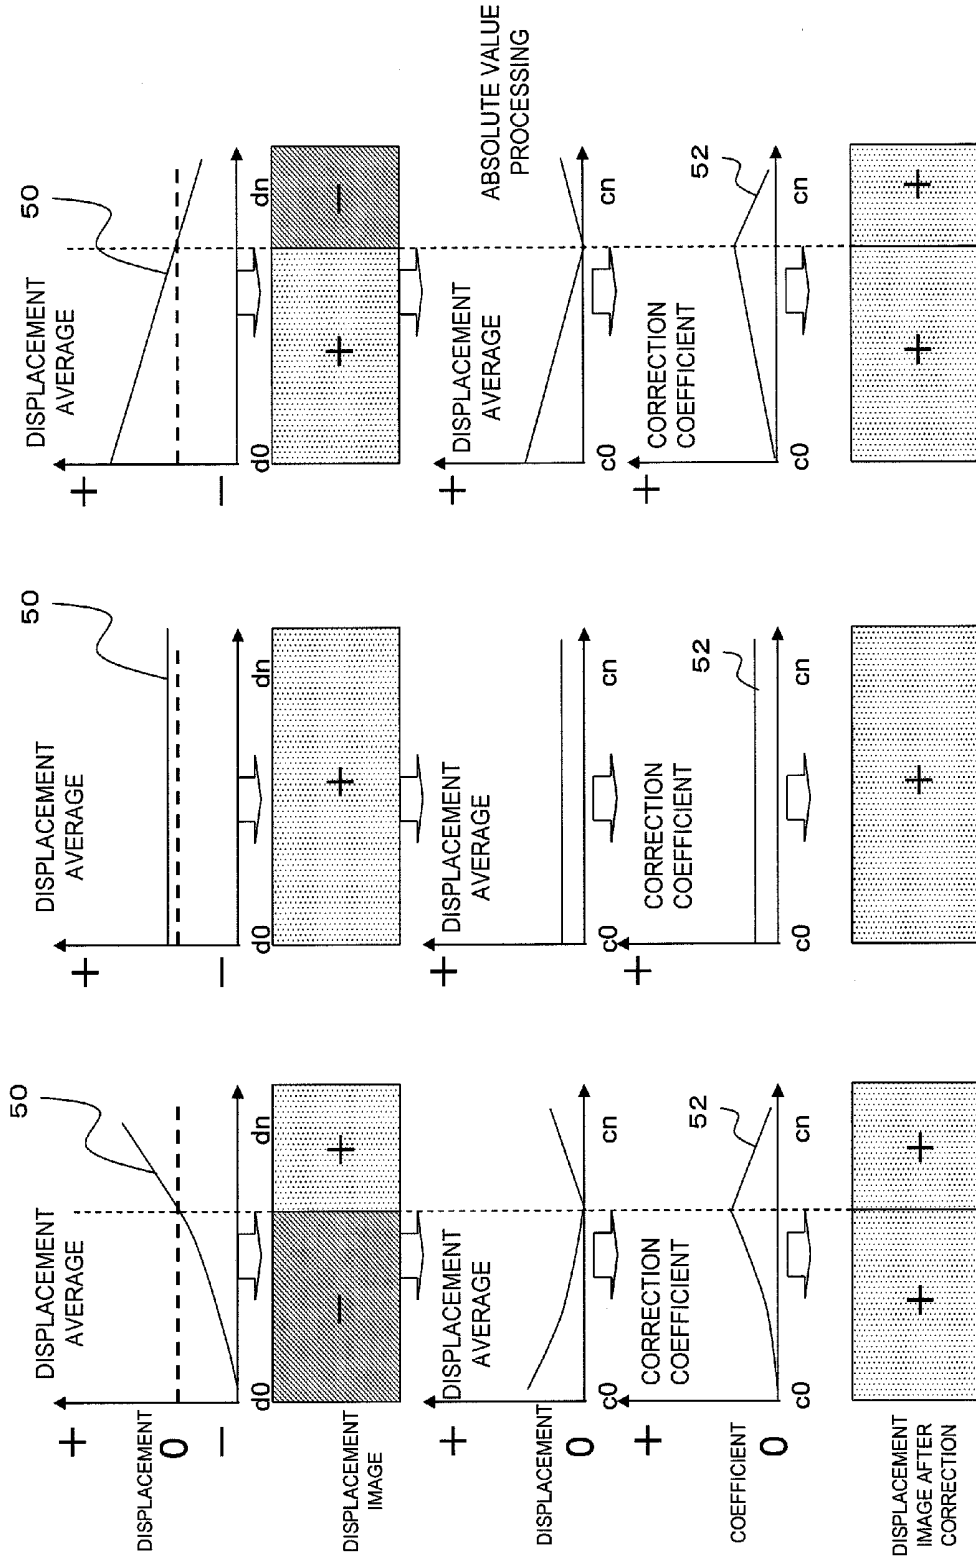 50
50
50
DISPLACEMENT
AVERAGE
DISPLACEMENT
AVERAGE
DISPLACEMENT
AVERAGE
+
+
+
DISPLACEMENT
0
−
−
−
d0 dn
d0 dn
d0 dn
DISPLACEMENT
IMAGE
− +
+
+ −
ABSOLUTE VALUE
PROCESSING
+
DISPLACEMENT
AVERAGE
+
DISPLACEMENT
AVERAGE
+
DISPLACEMENT
AVERAGE
DISPLACEMENT
0
c0 cn
c0 cn
c0 cn
+
CORRECTION
COEFFICIENT
52
+
CORRECTION
COEFFICIENT
52
+
CORRECTION
COEFFICIENT
52
COEFFICIENT
0
c0 cn
c0 cn
c0 cn
DISPLACEMENT
IMAGE AFTER
CORRECTION
+ +
+
+ +